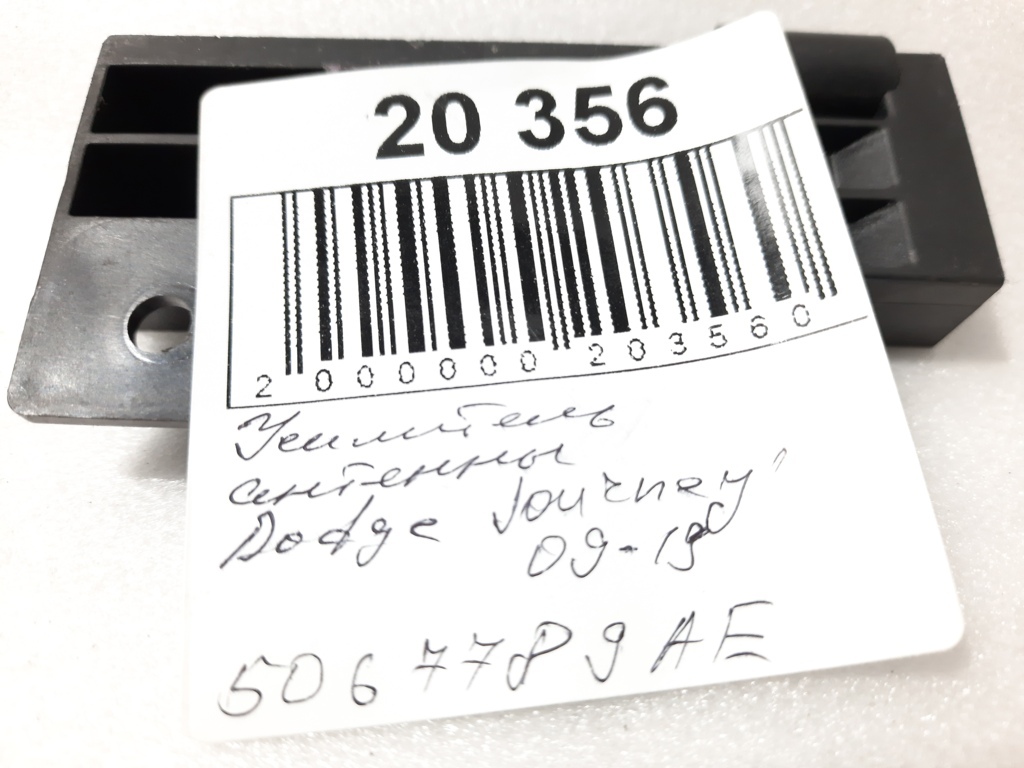 20 356
2 000000 203560
Усилитель
антенны
Dodge Journey
09-19
5067789AE